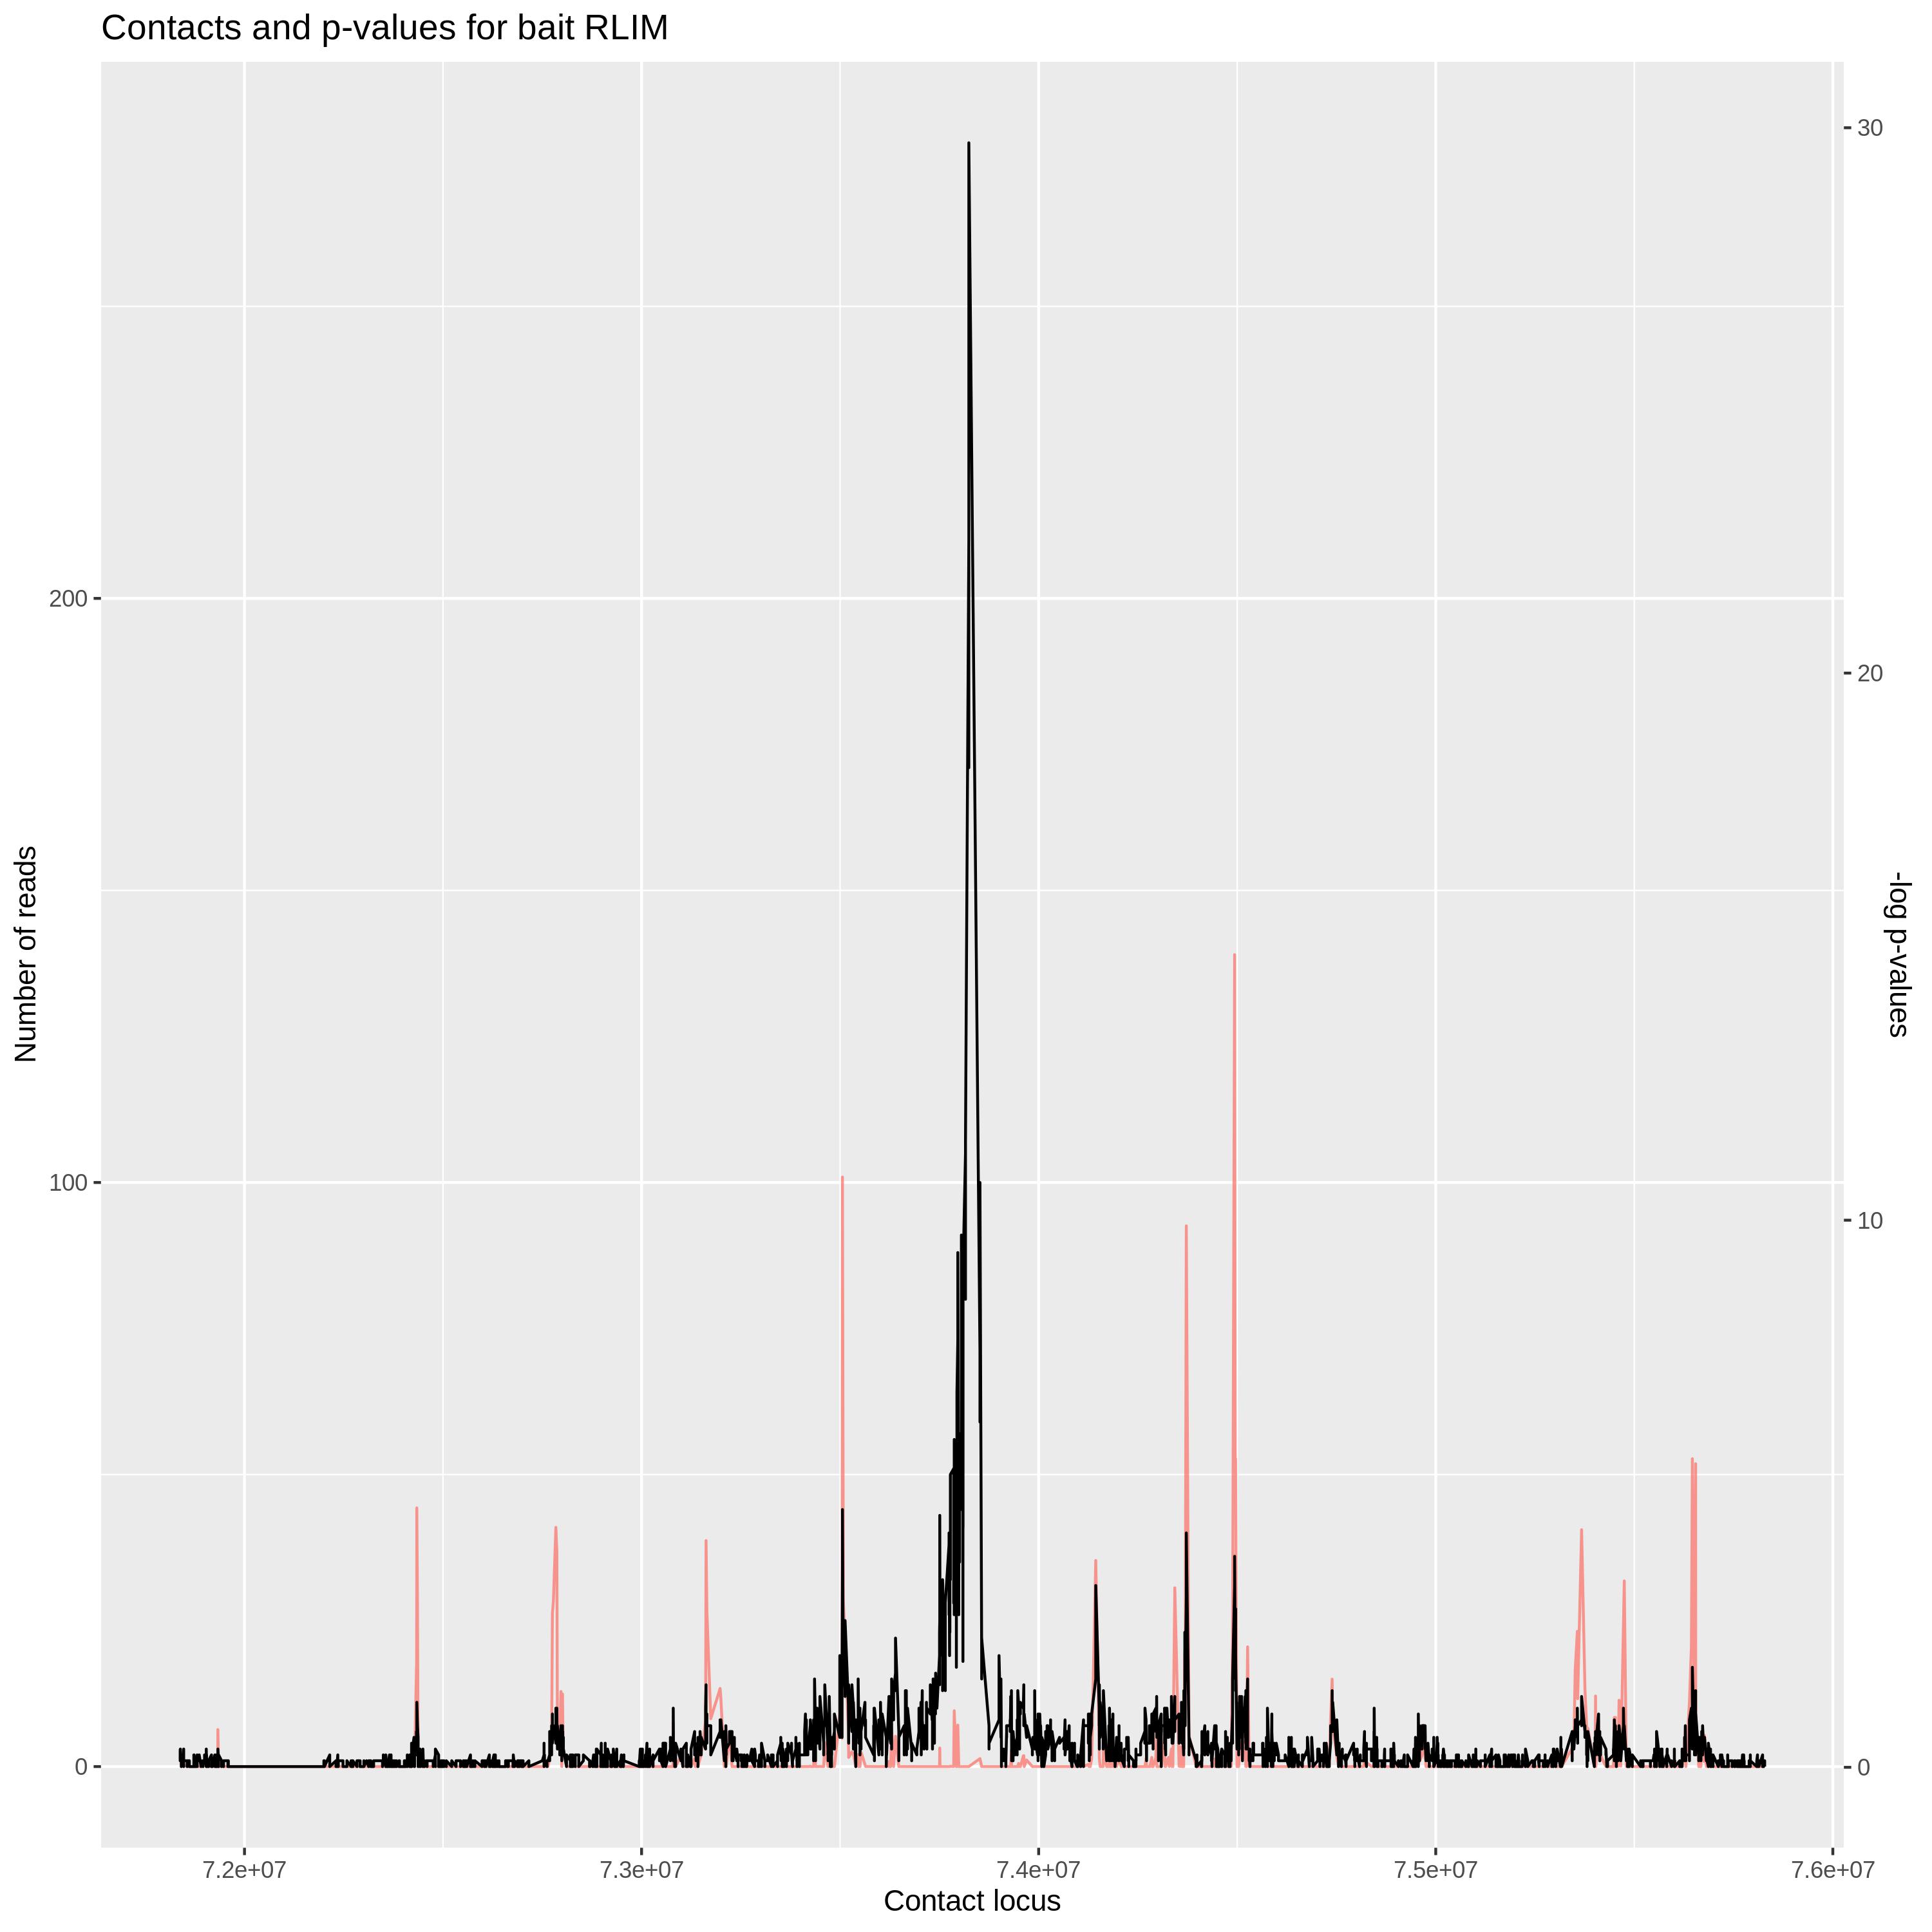 Contacts and p-values for bait RLIM
30
200
20
Number of reads
-log p-values
100
10
0
0
7.2e+07 7.3e+07 7.4e+07 7.5e+07 7.6e+07
Contact locus